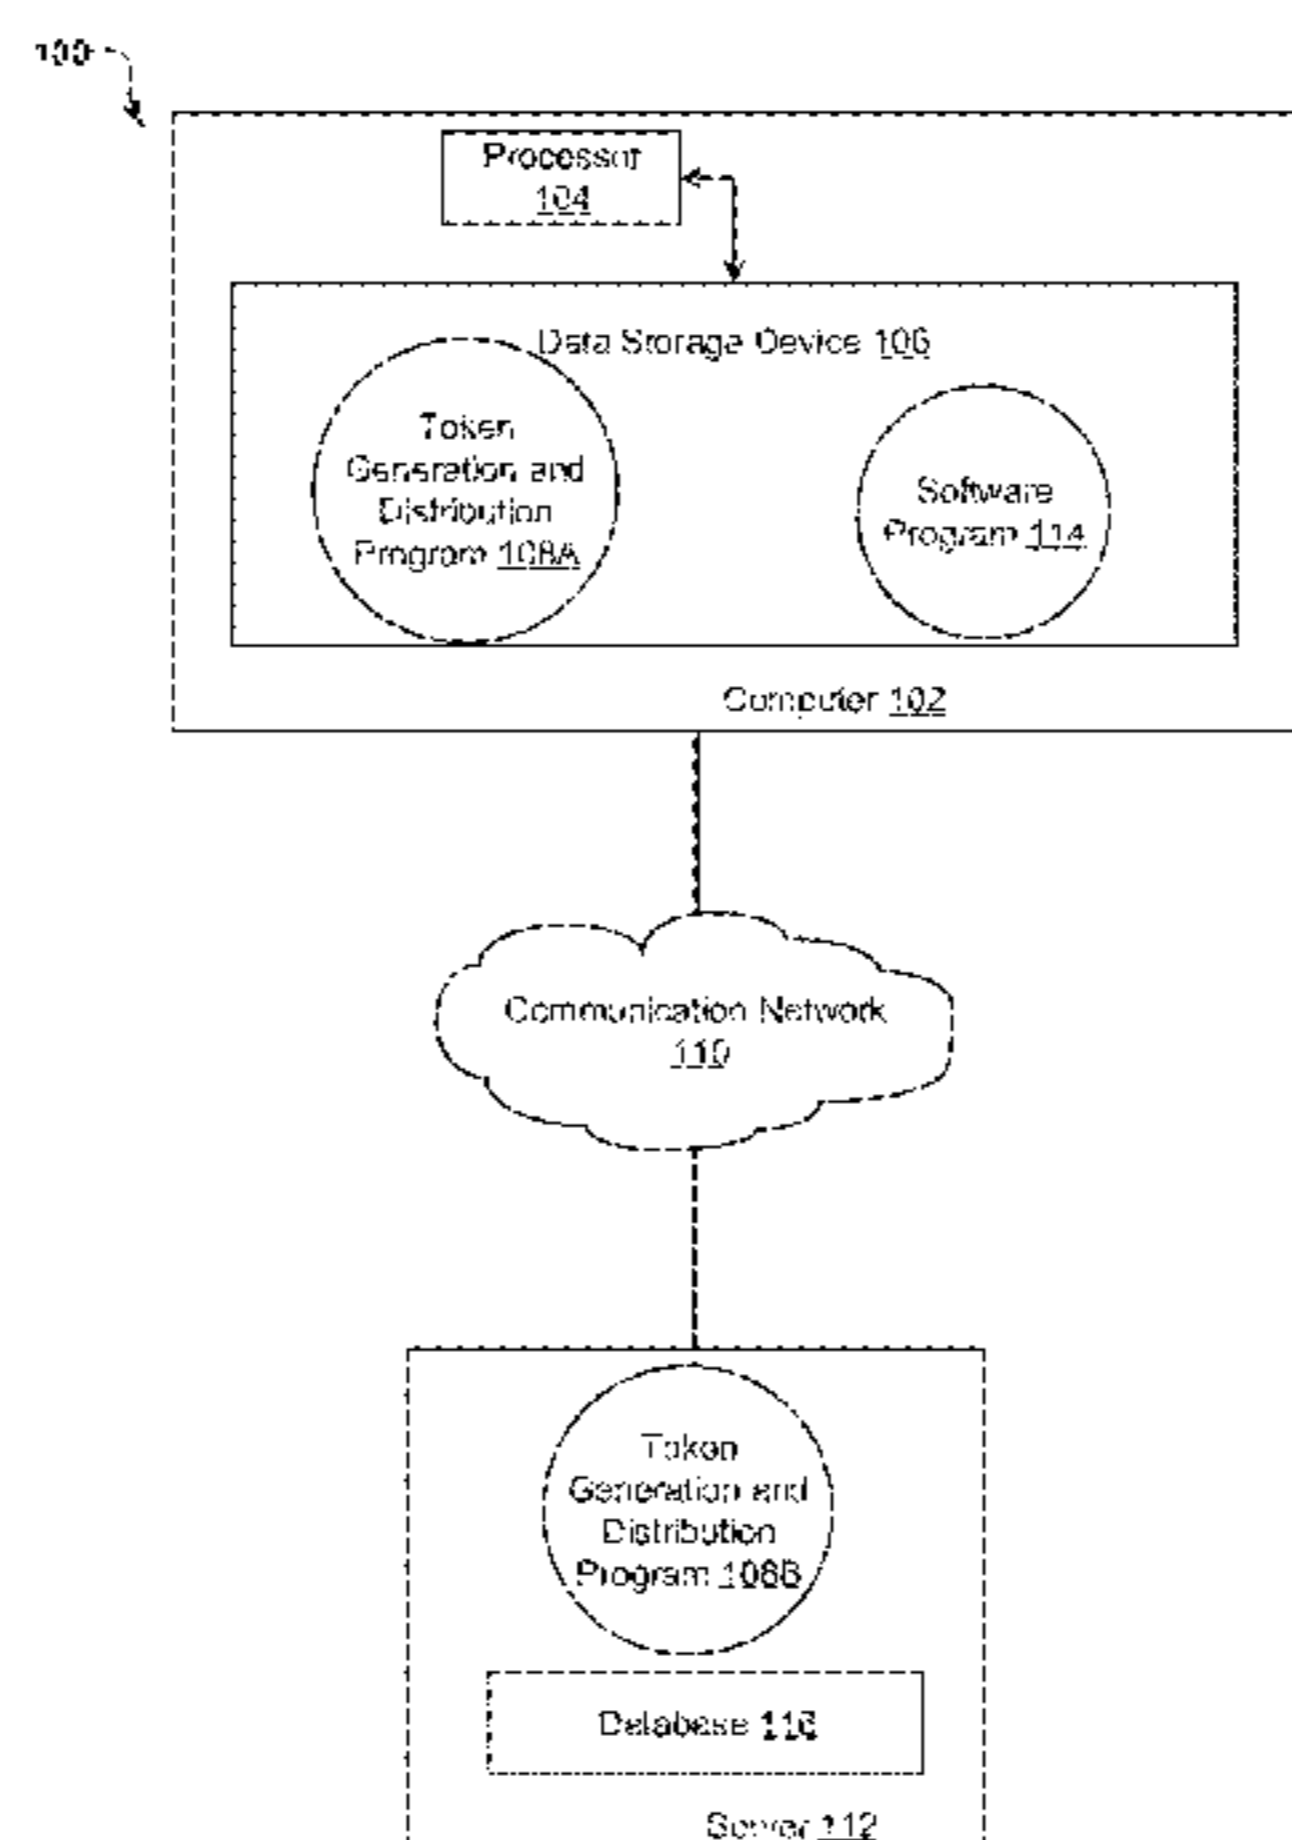 100
Processor
104
Data Storage Device 106
Token
Generation and
Distribution
Program 108A
Software
Program 114
Computer 102
Communication Network
110
Token
Generation and
Distribution
Program 108B
Database 116
Server 112